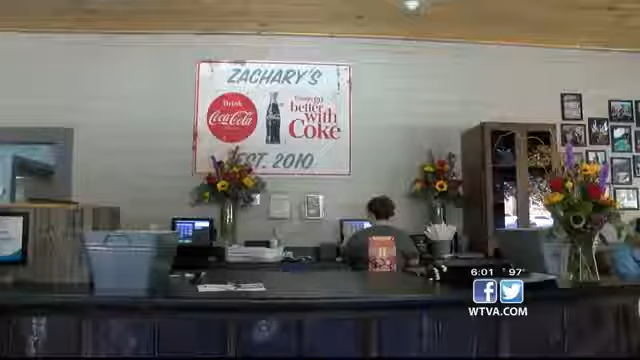 ZACHARY'S
Drink
Coca-Cola
Things go
better
with
Coke
EST. 2010
6:01 97°
WTVA.COM